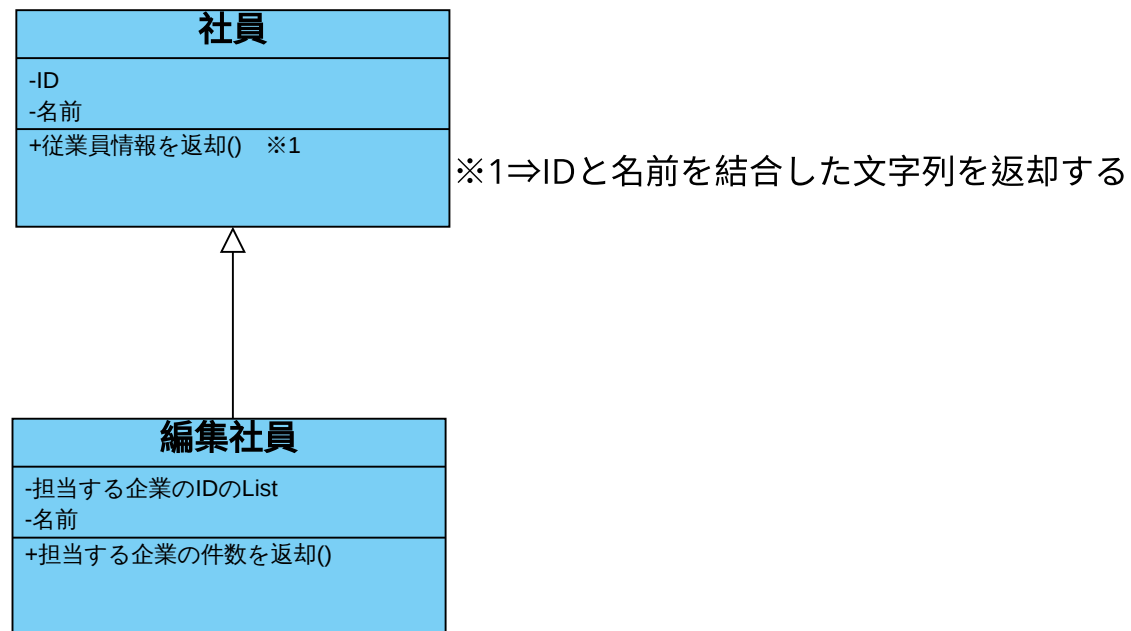 社員
-ID
-名前
+従業員情報を返却()　※1
※1⇒IDと名前を結合した文字列を返却する
編集社員
-担当する企業のIDのList
-名前
+担当する企業の件数を返却()